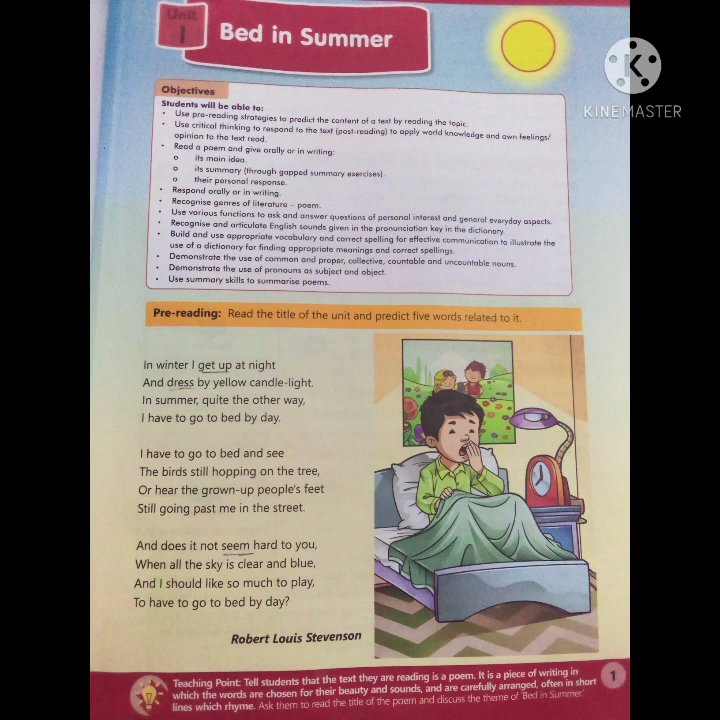 Unit
1
Bed in Summer
KINEMASTER
Objectives
Students will be able to:
• Use pre-reading strategies to predict the content of a text by reading the topic.
• Use critical thinking to respond to the text (post-reading) to apply world knowledge and own feelings/
opinion to the text read.
• Read a poem and give orally or in writing:
o its main idea.
o its summary (through gapped summary exercises).
o their personal response.
• Respond orally or in writing.
• Recognise genres of literature – poem.
• Use various functions to ask and answer questions of personal interest and general everyday aspects.
• Recognise and articulate English sounds given in the pronunciation key in the dictionary.
• Build and use appropriate vocabulary and correct spelling for effective communication to illustrate the
use of a dictionary for finding appropriate meanings and correct spellings.
• Demonstrate the use of common and proper, collective, countable and uncountable nouns.
• Demonstrate the use of pronouns as subject and object.
• Use summary skills to summarise poems.
Pre-reading: Read the title of the unit and predict five words related to it.
In winter I get up at night
And dress by yellow candle-light.
In summer, quite the other way,
I have to go to bed by day.
I have to go to bed and see
The birds still hopping on the tree,
Or hear the grown-up people's feet
Still going past me in the street.
And does it not seem hard to you,
When all the sky is clear and blue,
And I should like so much to play,
To have to go to bed by day?
Robert Louis Stevenson
Teaching Point: Tell students that the text they are reading is a poem. It is a piece of writing in
which the words are chosen for their beauty and sounds, and are carefully arranged, often in short
lines which rhyme. Ask them to read the title of the poem and discuss the theme of 'Bed in Summer.'
1